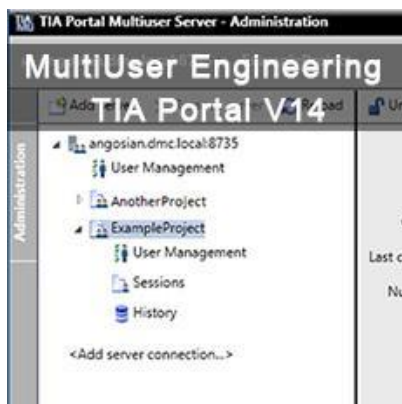 TIA Portal Multiuser Server - Administration
MultiUser Engineering
TIA Portal V14
Administration
angosian.dmc.local:8735
User Management
AnotherProject
ExampleProject
User Management
Sessions
History
<Add server connection...>
Last